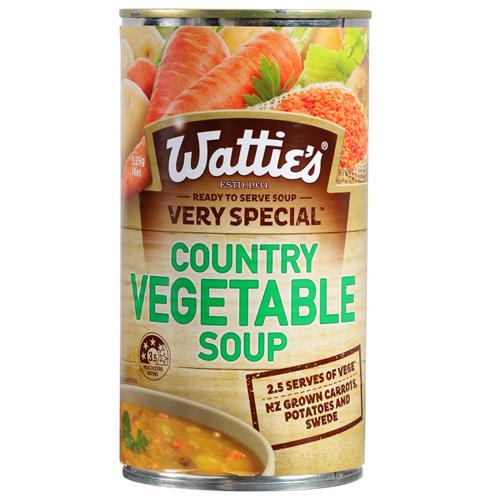 535g
Net
Wattie's®
ESTD.1934
READY TO SERVE SOUP
VERY SPECIAL™
COUNTRY
VEGETABLE
SOUP
3.5
HEALTH STAR
RATING
2.5 SERVES OF VEGE*
NZ GROWN CARROTS,
POTATOES AND
SWEDE